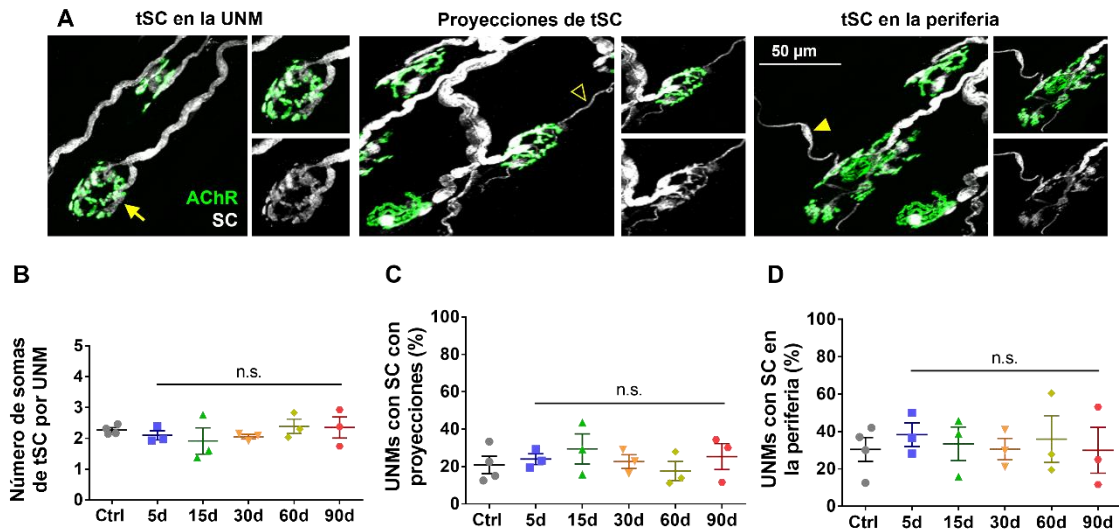 A
tSC en la UNM
Proyecciones de tSC
tSC en la periferia
50 µm
AChR
SC
B
Número de somas
de tSC por UNM
5
4
3
2
1
0
n.s.
Ctrl 5d 15d 30d 60d 90d
C
UNMs con SC con
proyecciones (%)
100
80
60
40
20
0
n.s.
Ctrl 5d 15d 30d 60d 90d
D
UNMs con SC en
la periferia (%)
100
80
60
40
20
0
n.s.
Ctrl 5d 15d 30d 60d 90d